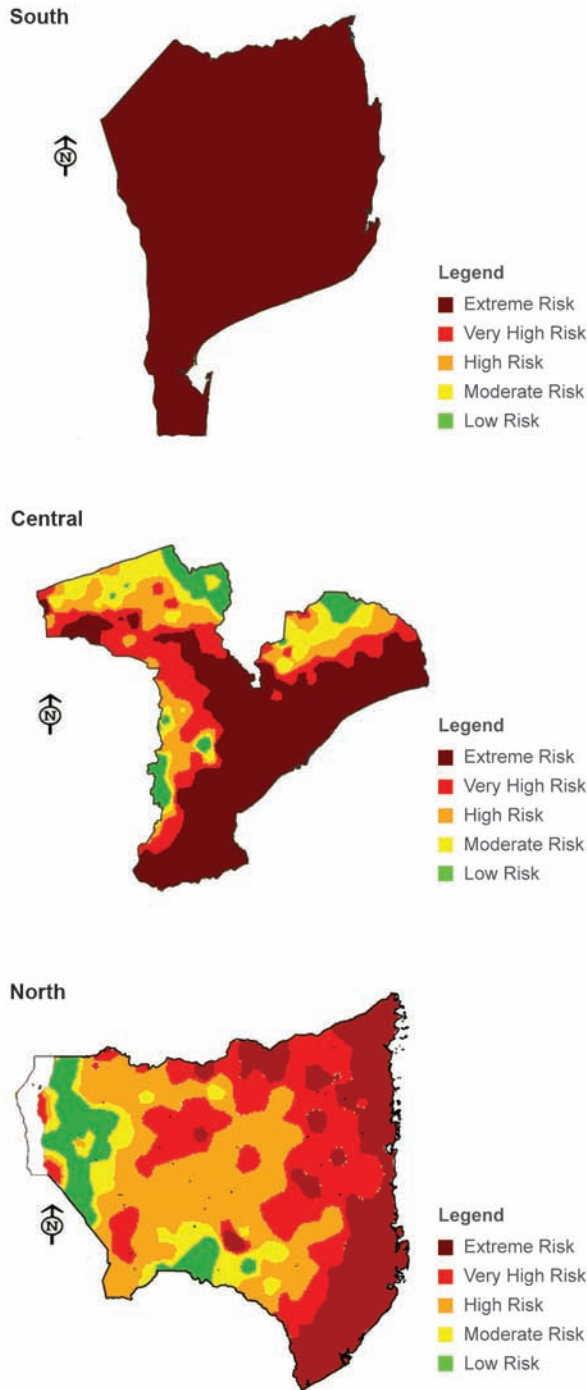 South
N
Legend
Extreme Risk
Very High Risk
High Risk
Moderate Risk
Low Risk
Central
N
Legend
Extreme Risk
Very High Risk
High Risk
Moderate Risk
Low Risk
North
N
Legend
Extreme Risk
Very High Risk
High Risk
Moderate Risk
Low Risk